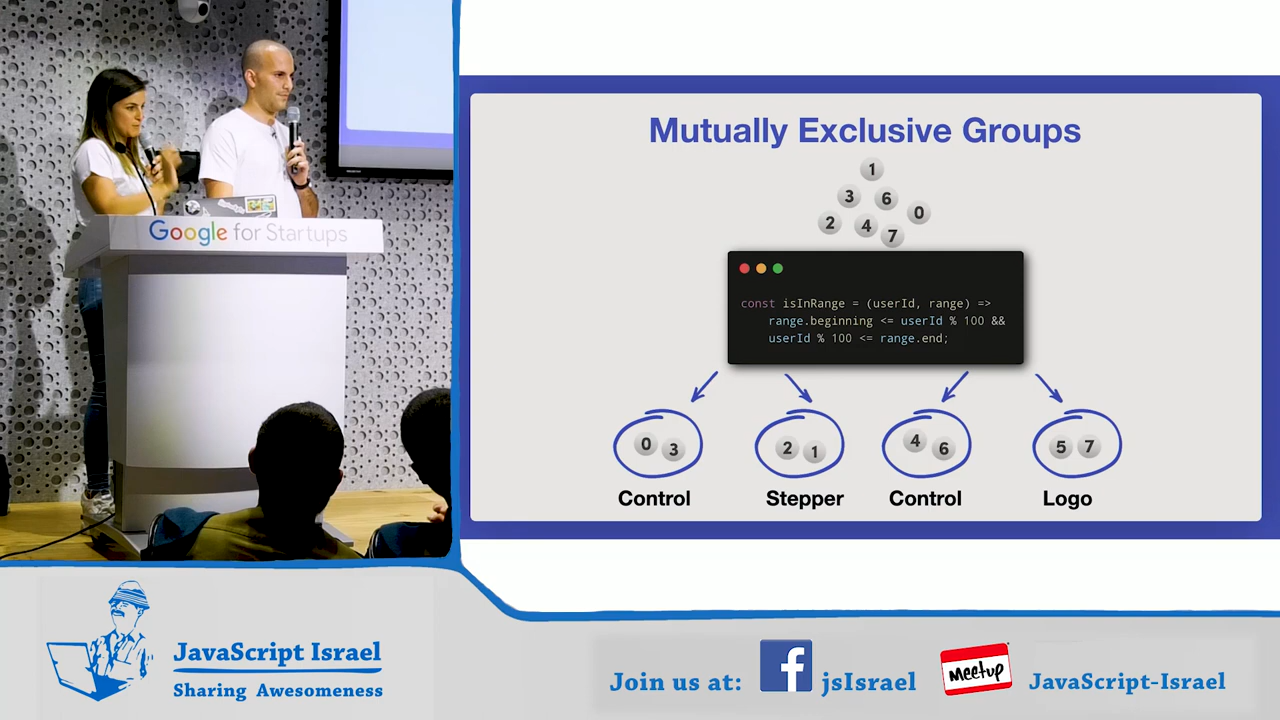 Google for Startups
Mutually Exclusive Groups
1
3 6
2 4 0
7
const isInRange = (userId, range) =>
range.beginning <= userId % 100 &&
userId % 100 <= range.end;
0 3
2 1
4 6
5 7
Control
Stepper
Control
Logo
JavaScript Israel
Sharing Awesomeness
Join us at:
f
jsIsrael
Meetup
JavaScript-Israel